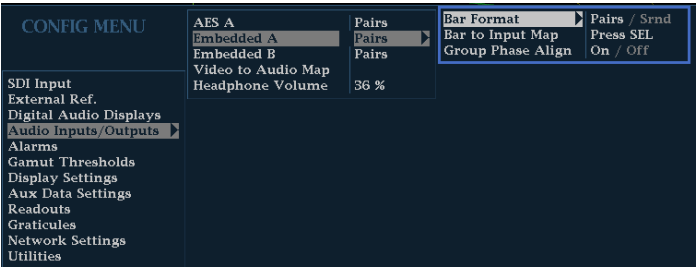 CONFIG MENU
SDI Input
External Ref.
Digital Audio Displays
Audio Inputs/Outputs
Alarms
Gamut Thresholds
Display Settings
Aux Data Settings
Readouts
Graticules
Network Settings
Utilities
AES A Pairs
Embedded A Pairs
Embedded B Pairs
Video to Audio Map
Headphone Volume 36 %
Bar Format Pairs / Srnd
Bar to Input Map Press SEL
Group Phase Align On / Off